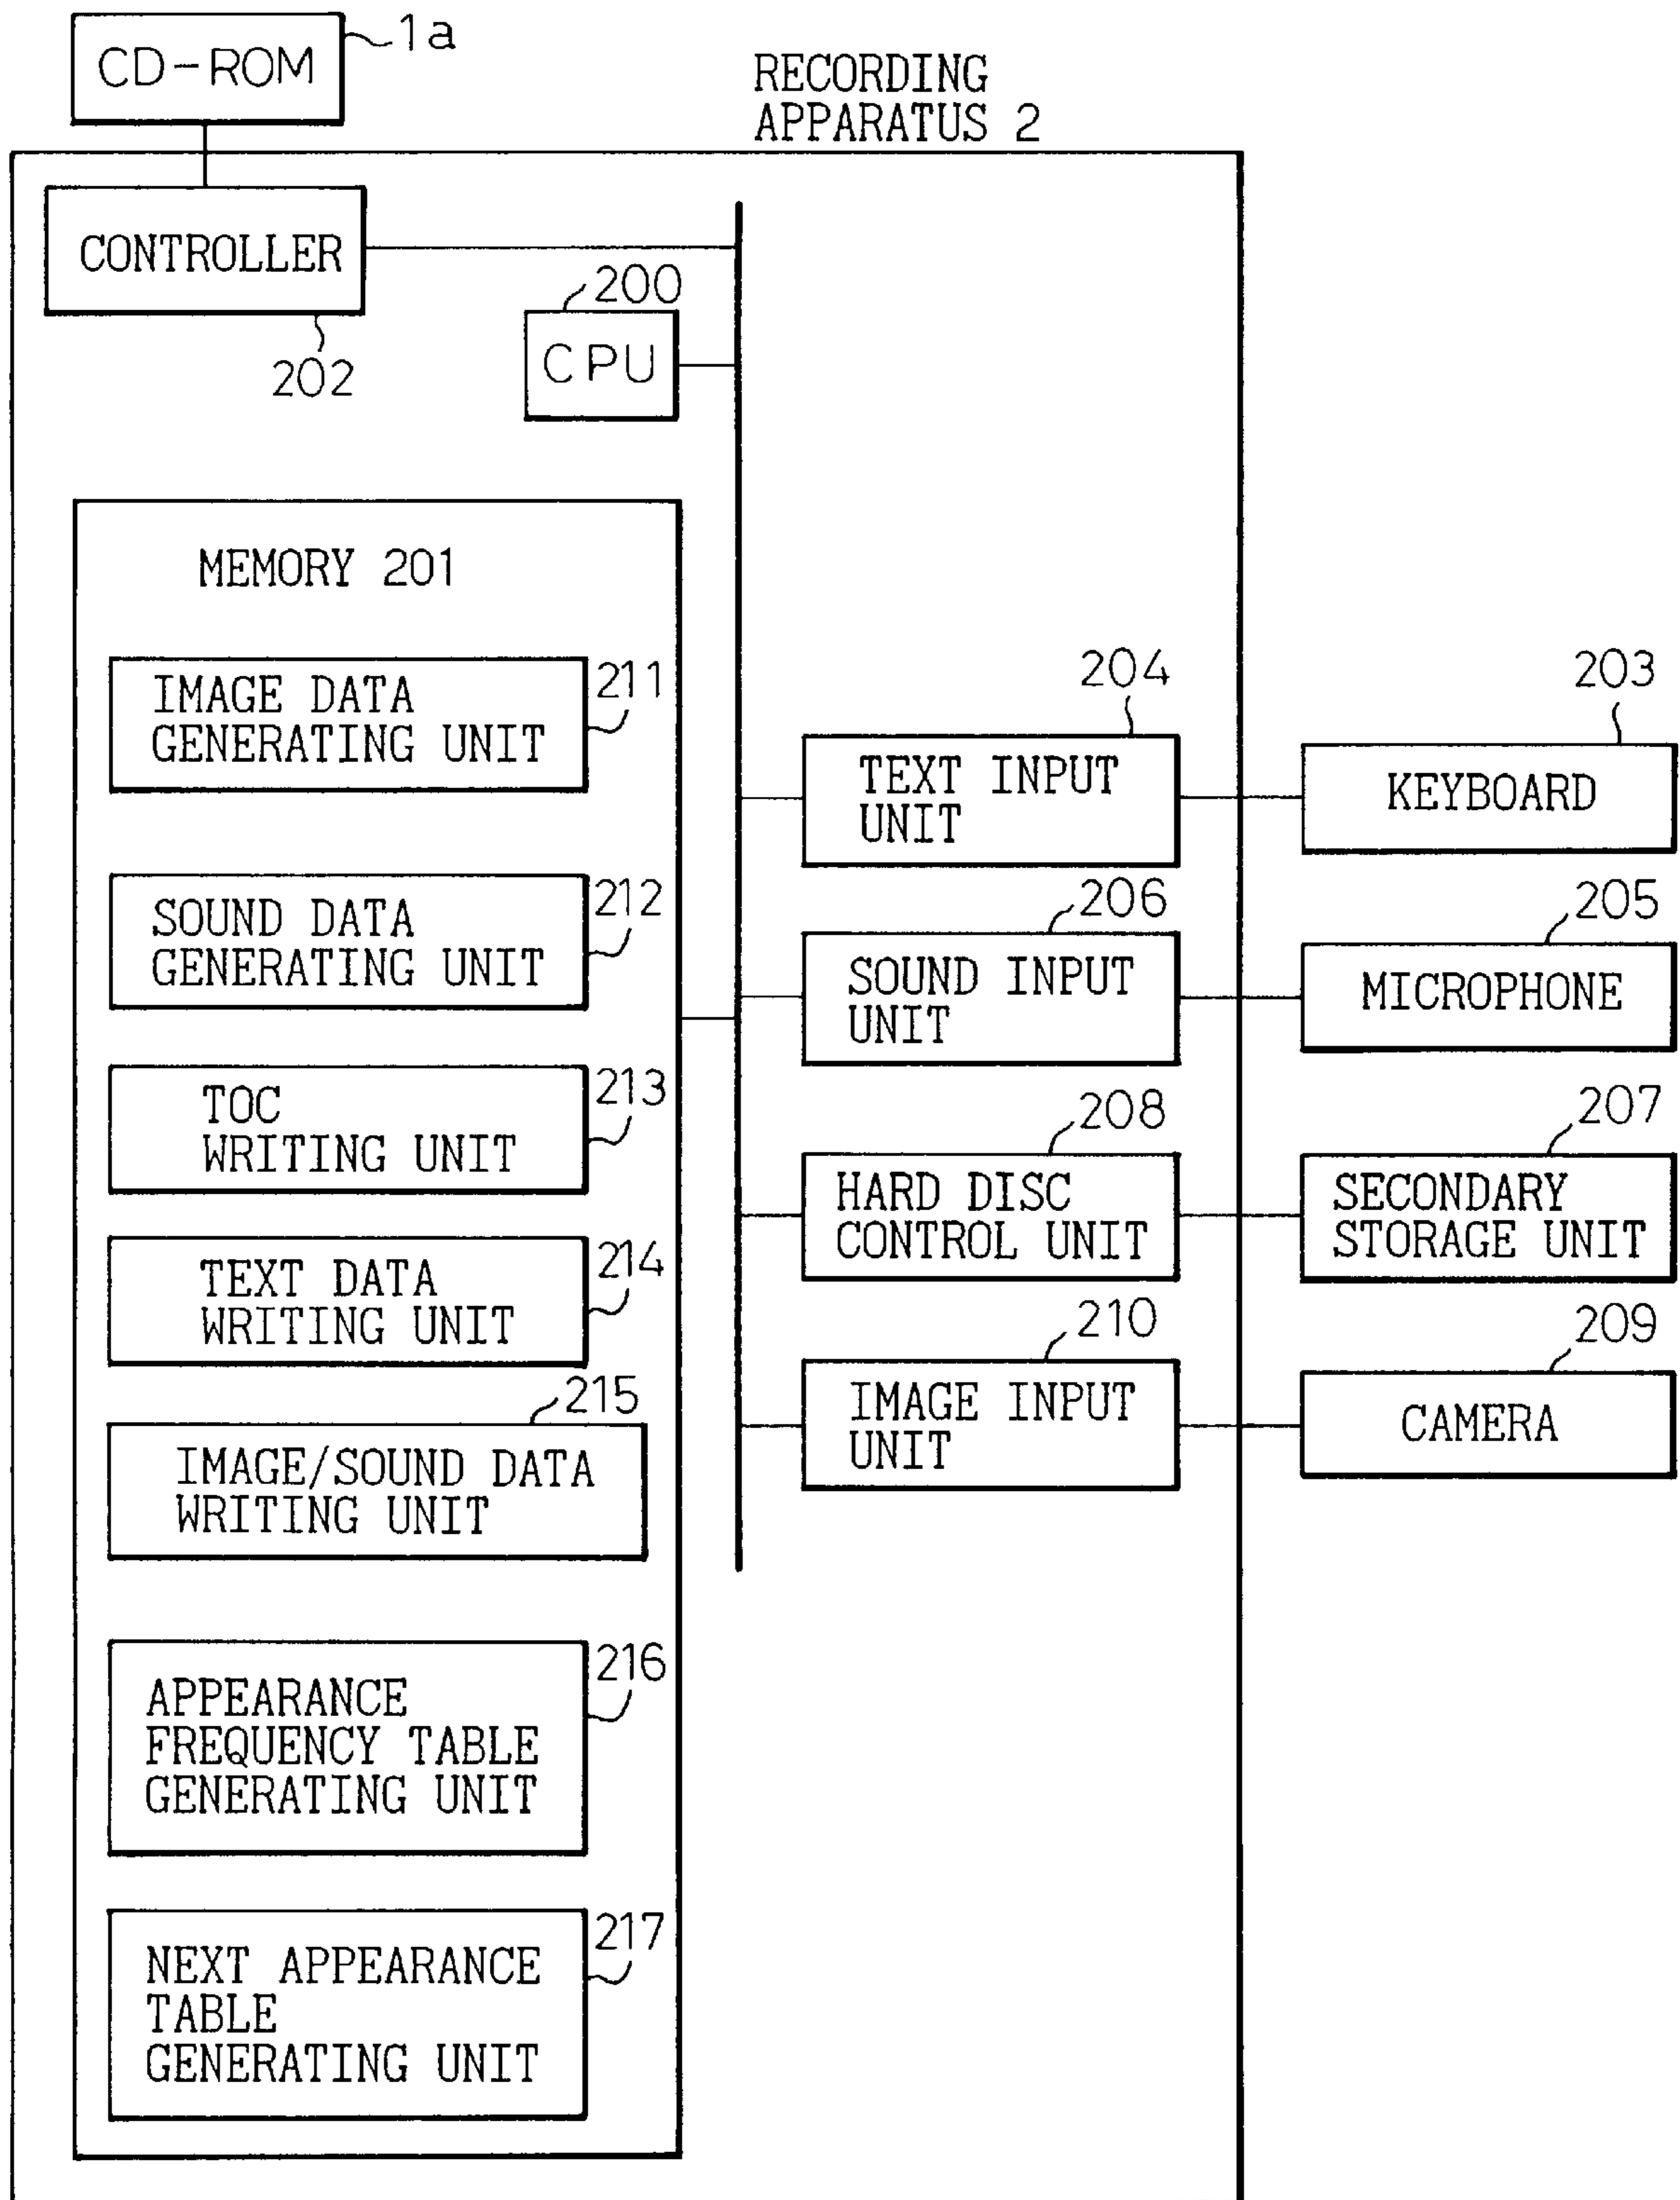 CD-ROM
1a
RECORDING
APPARATUS 2
CONTROLLER
202
200
CPU
MEMORY 201
IMAGE DATA
GENERATING UNIT
211
SOUND DATA
GENERATING UNIT
212
TOC
WRITING UNIT
213
TEXT DATA
WRITING UNIT
214
215
IMAGE/SOUND DATA
WRITING UNIT
APPEARANCE
FREQUENCY TABLE
GENERATING UNIT
216
NEXT APPEARANCE
TABLE
GENERATING UNIT
217
204
TEXT INPUT
UNIT
203
KEYBOARD
206
SOUND INPUT
UNIT
205
MICROPHONE
208
HARD DISC
CONTROL UNIT
207
SECONDARY
STORAGE UNIT
210
IMAGE INPUT
UNIT
209
CAMERA